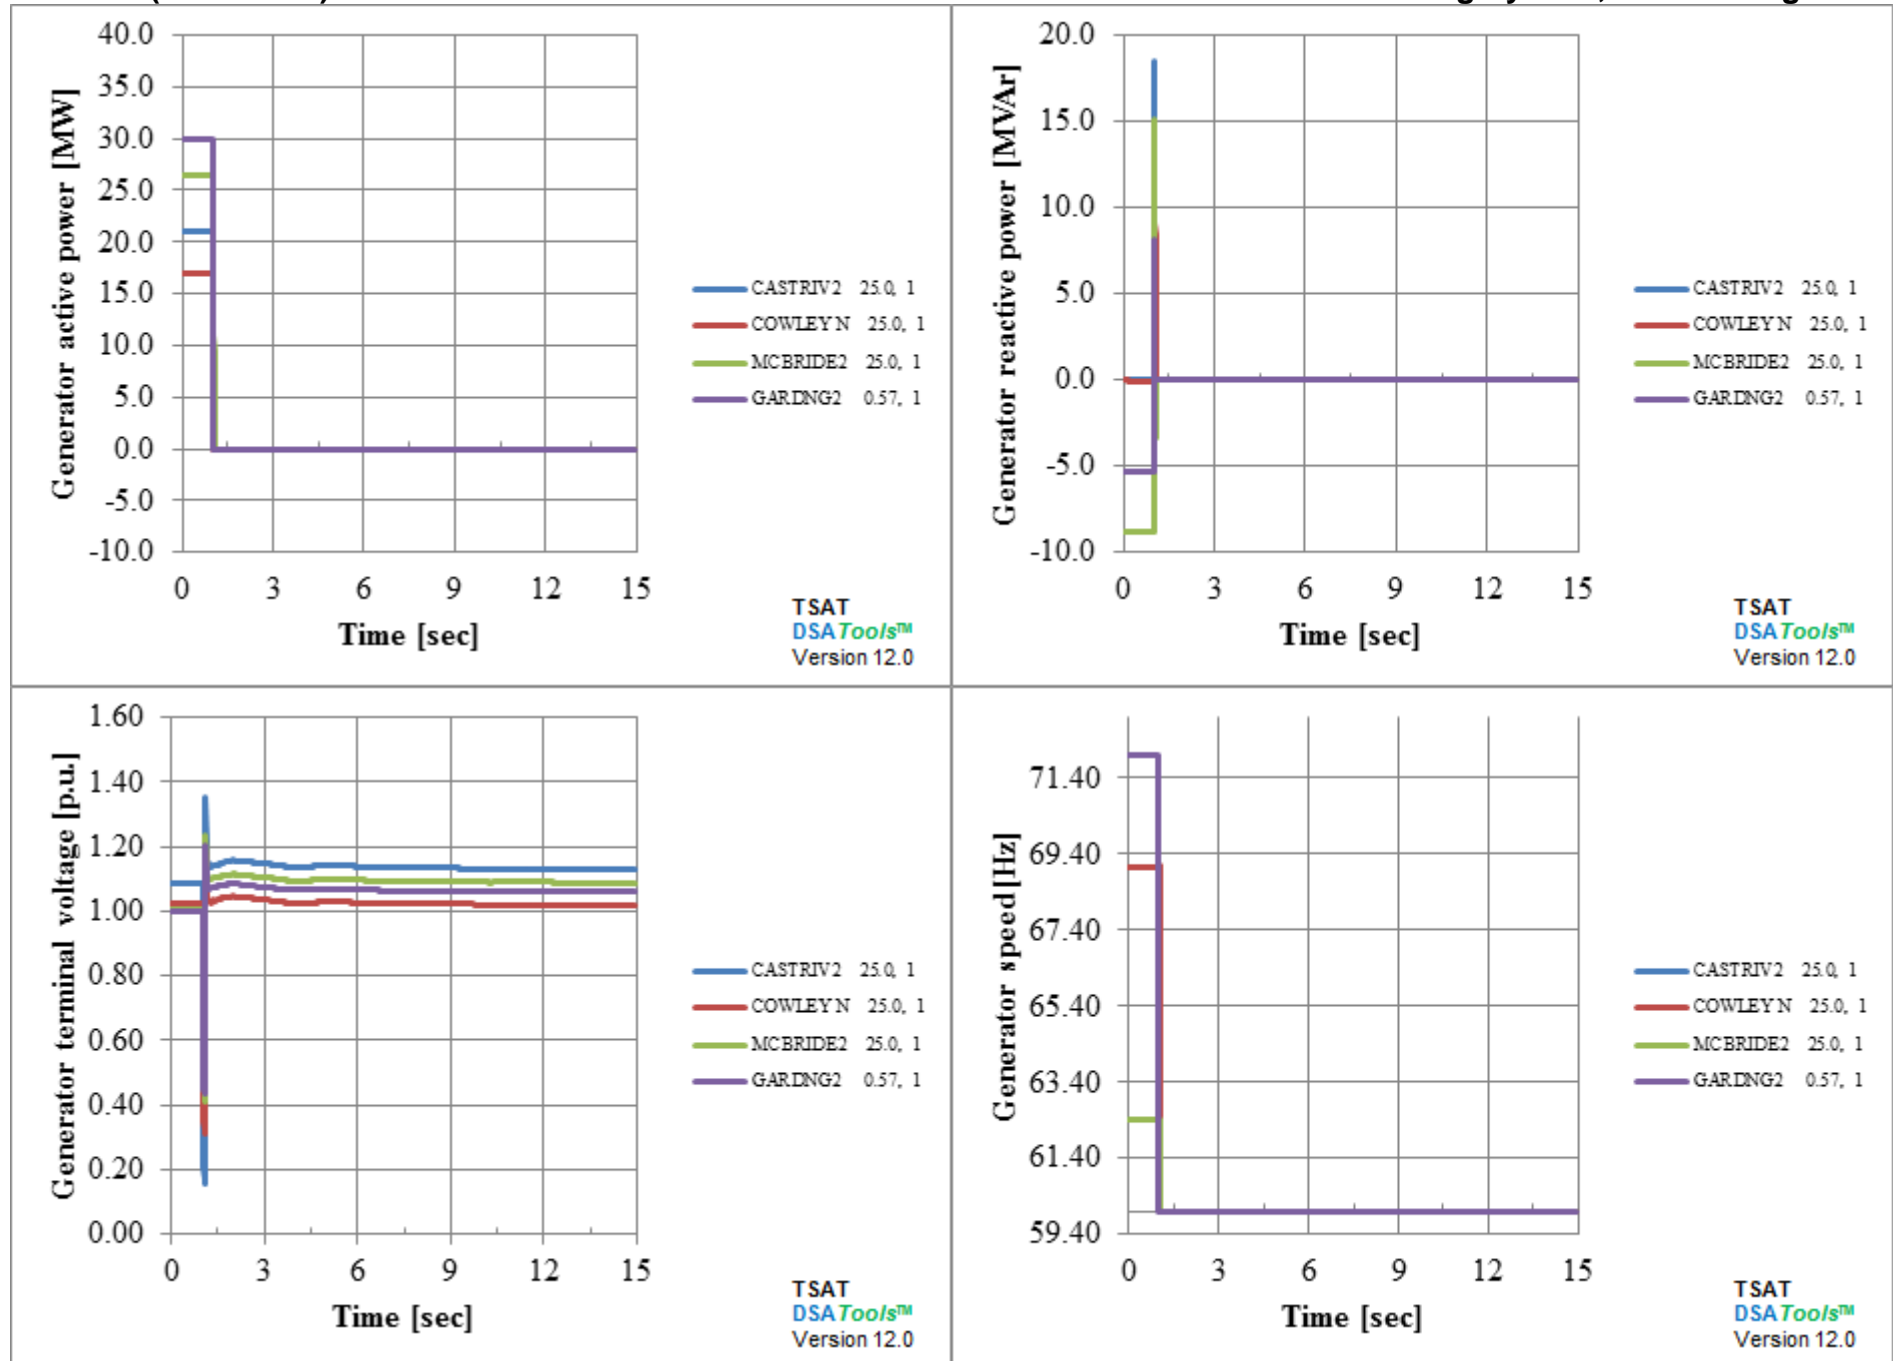 40.0
35.0
30.0
25.0
20.0
15.0
10.0
5.0
0.0
-5.0
-10.0
Generator active power [MW]
0 3 6 9 12 15
Time [sec]
CASTRIV2 25.0, 1
COWLEY N 25.0, 1
MCBRIDE2 25.0, 1
GARDNG2 0.57, 1
TSAT
DSATools™
Version 12.0
20.0
15.0
10.0
5.0
0.0
-5.0
-10.0
Generator reactive power [MVAr]
0 3 6 9 12 15
Time [sec]
CASTRIV2 25.0, 1
COWLEY N 25.0, 1
MCBRIDE2 25.0, 1
GARDNG2 0.57, 1
TSAT
DSATools™
Version 12.0
1.60
1.40
1.20
1.00
0.80
0.60
0.40
0.20
0.00
Generator terminal voltage [p.u.]
0 3 6 9 12 15
Time [sec]
CASTRIV2 25.0, 1
COWLEY N 25.0, 1
MCBRIDE2 25.0, 1
GARDNG2 0.57, 1
TSAT
DSATools™
Version 12.0
71.40
69.40
67.40
65.40
63.40
61.40
59.40
Generator speed [Hz]
0 3 6 9 12 15
Time [sec]
CASTRIV2 25.0, 1
COWLEY N 25.0, 1
MCBRIDE2 25.0, 1
GARDNG2 0.57, 1
TSAT
DSATools™
Version 12.0